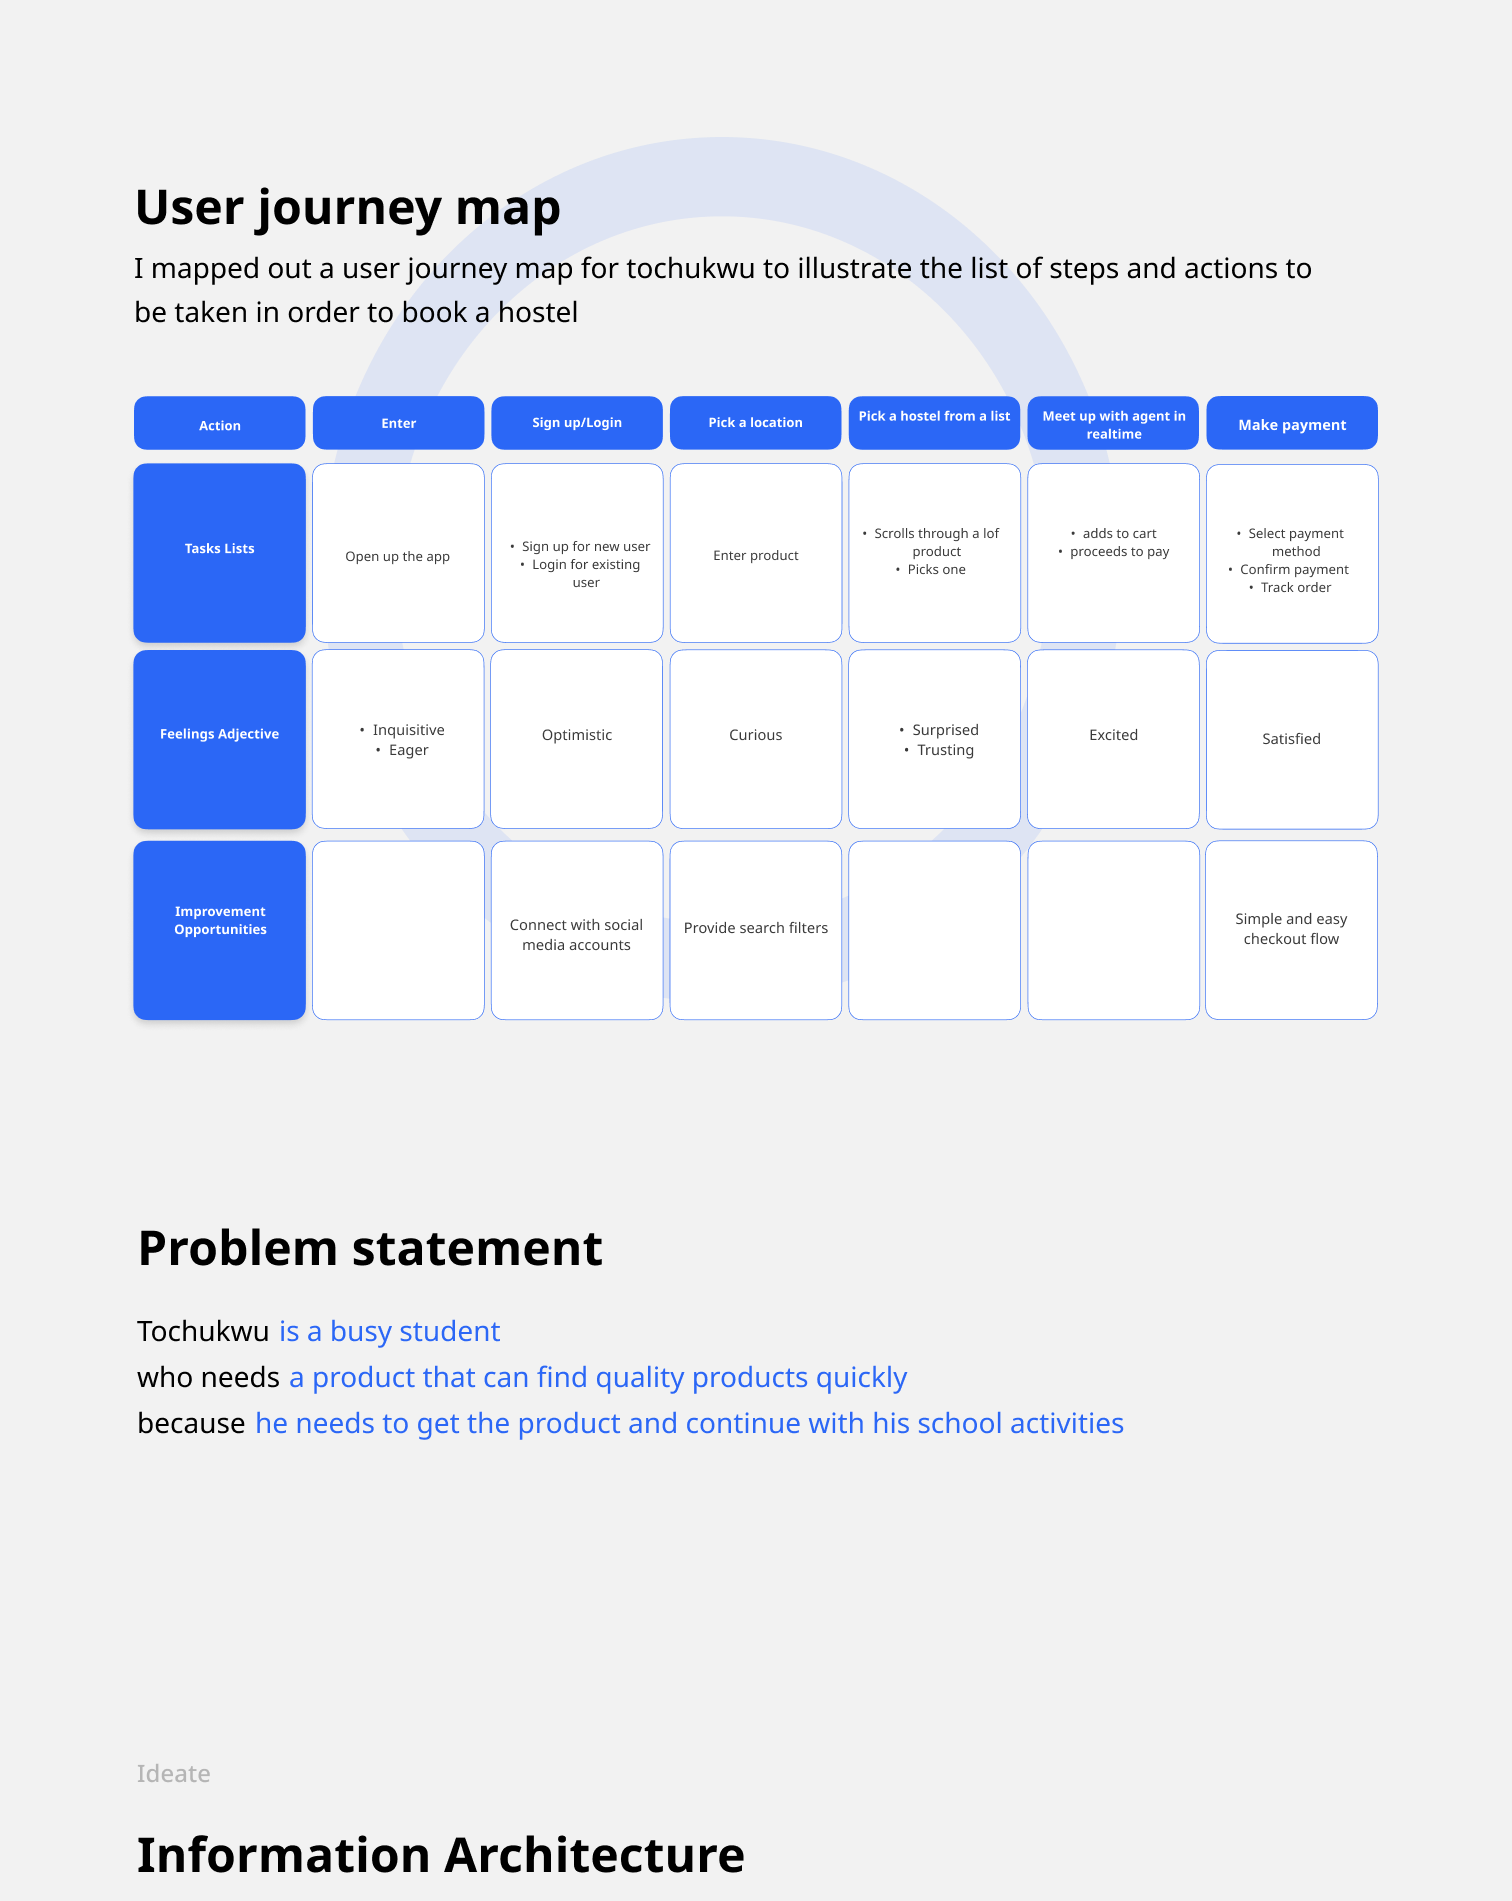 User journey map
I mapped out a user journey map for tochukwu to illustrate the list of steps and actions to
be taken in order to book a hostel
Action
Enter
Sign up/Login
Pick a location
Pick a hostel from a list
Meet up with agent in
realtime
Make payment
Tasks Lists
Open up the app
• Sign up for new user
• Login for existing
user
Enter product
• Scrolls through a lof
product
• Picks one
• adds to cart
• proceeds to pay
• Select payment
method
• Confirm payment
• Track order
Feelings Adjective
• Inquisitive
• Eager
Optimistic
Curious
• Surprised
• Trusting
Excited
Satisfied
Improvement
Opportunities
Connect with social
media accounts
Provide search filters
Simple and easy
checkout flow
Problem statement
Tochukwu is a busy student
who needs a product that can find quality products quickly
because he needs to get the product and continue with his school activities
Ideate
Information Architecture